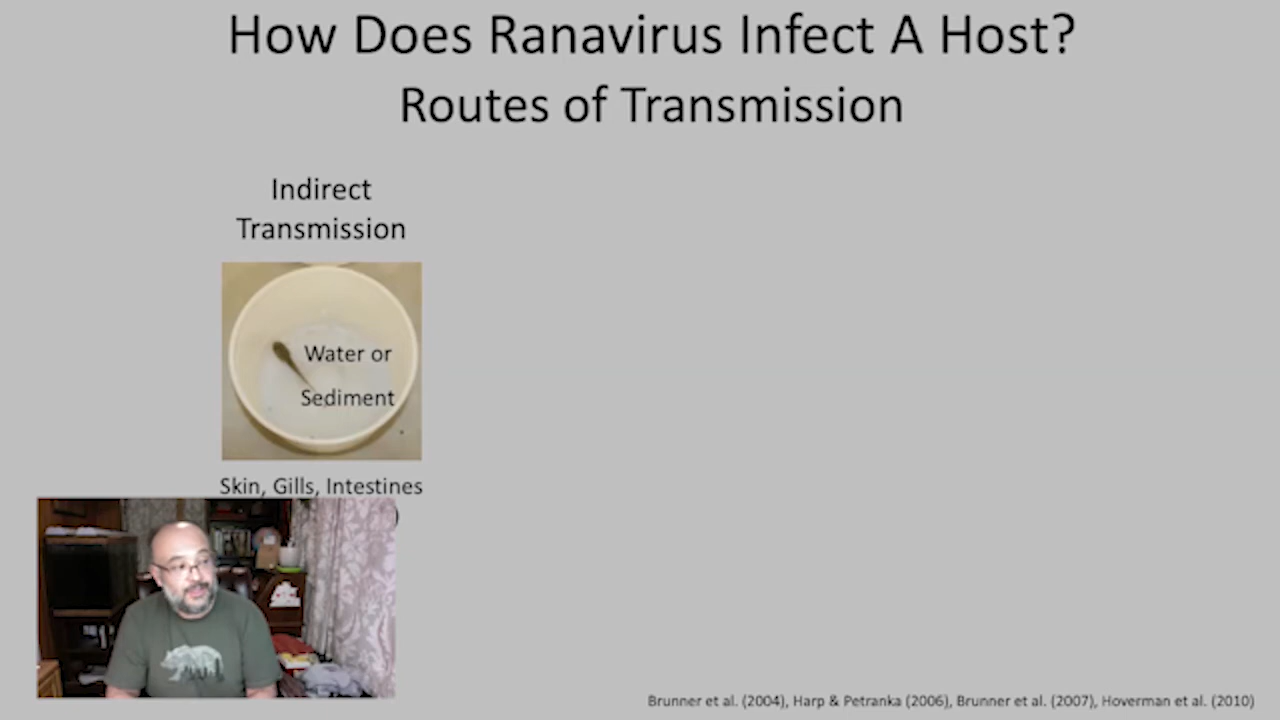 How Does Ranavirus Infect A Host?
Routes of Transmission
Indirect
Transmission
Water or
Sediment
Skin, Gills, Intestines
)
Brunner et al. (2004), Harp & Petranka (2006), Brunner et al. (2007), Hoverman et al. (2010)